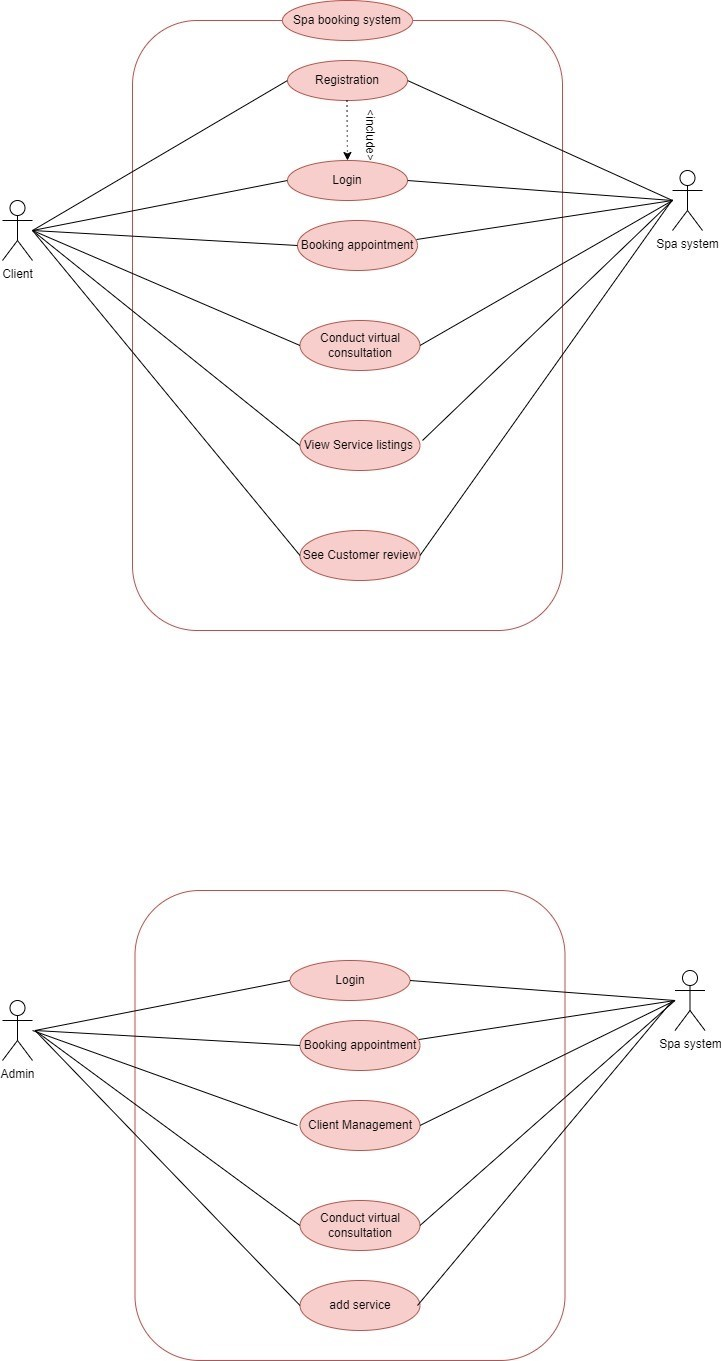 Spa booking system
Registration
<include>
Login
Booking appointment
Client
Spa system
Conduct virtual
consultation
View Service listings
See Customer review
Login
Booking appointment
Admin
Spa system
Client Management
Conduct virtual
consultation
add service